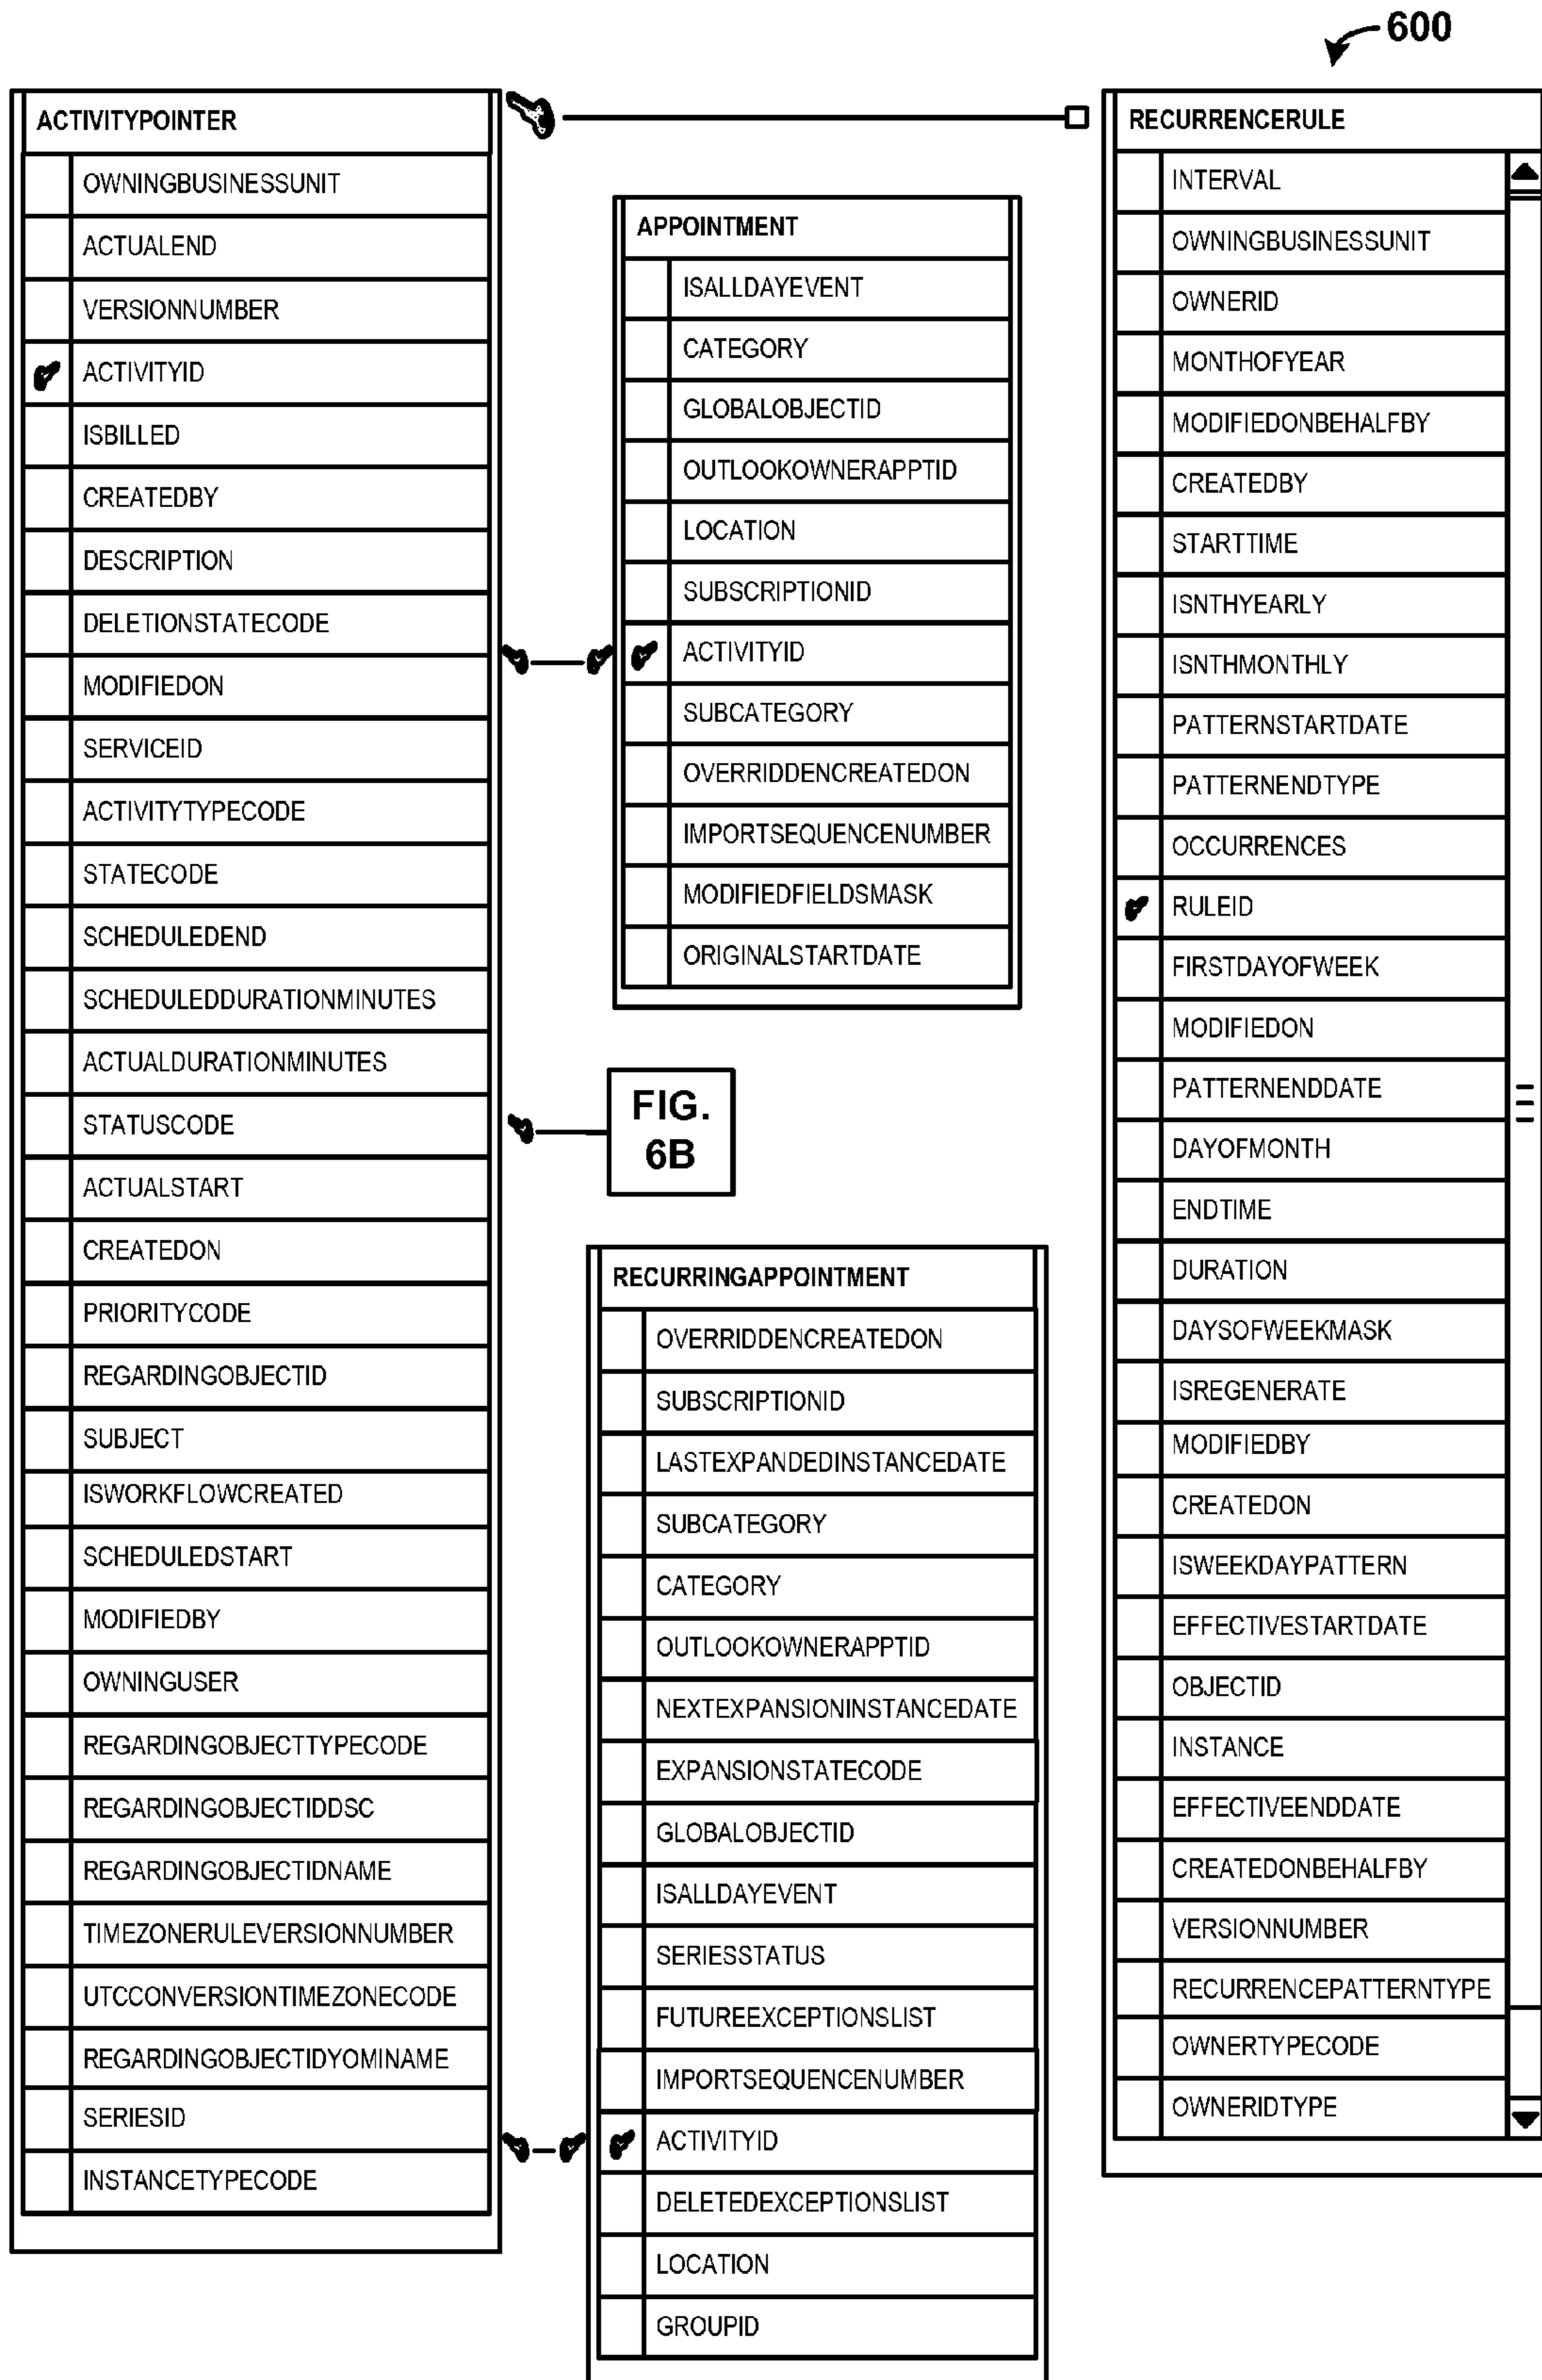 600
ACTIVITYPOINTER
OWNINGBUSINESSUNIT
ACTUALEND
VERSIONNUMBER
ACTIVITYID
ISBILLED
CREATEDBY
DESCRIPTION
DELETIONSTATECODE
MODIFIEDON
SERVICEID
ACTIVITYTYPECODE
STATECODE
SCHEDULEDEND
SCHEDULEDDURATIONMINUTES
ACTUALDURATIONMINUTES
STATUSCODE
ACTUALSTART
CREATEDON
PRIORITYCODE
REGARDINGOBJECTID
SUBJECT
ISWORKFLOWCREATED
SCHEDULEDSTART
MODIFIEDBY
OWNINGUSER
REGARDINGOBJECTTYPECODE
REGARDINGOBJECTIDDSC
REGARDINGOBJECTIDNAME
TIMEZONERULEVERSIONNUMBER
UTCCONVERSIONTIMEZONECODE
REGARDINGOBJECTIDYOMINAME
SERIESID
INSTANCETYPECODE
APPOINTMENT
ISALLDAYEVENT
CATEGORY
GLOBALOBJECTID
OUTLOOKOWNERAPPTID
LOCATION
SUBSCRIPTIONID
ACTIVITYID
SUBCATEGORY
OVERRIDDENCREATEDON
IMPORTSEQUENCENUMBER
MODIFIEDFIELDSMASK
ORIGINALSTARTDATE
FIG.
6B
RECURRINGAPPOINTMENT
OVERRIDDENCREATEDON
SUBSCRIPTIONID
LASTEXPANDEDINSTANCEDATE
SUBCATEGORY
CATEGORY
OUTLOOKOWNERAPPTID
NEXTEXPANSIONINSTANCEDATE
EXPANSIONSTATECODE
GLOBALOBJECTID
ISALLDAYEVENT
SERIESSTATUS
FUTUREEXCEPTIONSLIST
IMPORTSEQUENCENUMBER
ACTIVITYID
DELETEDEXCEPTIONSLIST
LOCATION
GROUPID
RECURRENCERULE
INTERVAL
OWNINGBUSINESSUNIT
OWNERID
MONTHOFYEAR
MODIFIEDONBEHALFBY
CREATEDBY
STARTTIME
ISNTHYEARLY
ISNTHMONTHLY
PATTERNSTARTDATE
PATTERNENDTYPE
OCCURRENCES
RULEID
FIRSTDAYOFWEEK
MODIFIEDON
PATTERNENDDATE
DAYOFMONTH
ENDTIME
DURATION
DAYSOFWEEKMASK
ISREGENERATE
MODIFIEDBY
CREATEDON
ISWEEKDAYPATTERN
EFFECTIVESTARTDATE
OBJECTID
INSTANCE
EFFECTIVEENDDATE
CREATEDONBEHALFBY
VERSIONNUMBER
RECURRENCEPATTERNTYPE
OWNERTYPECODE
OWNERIDTYPE